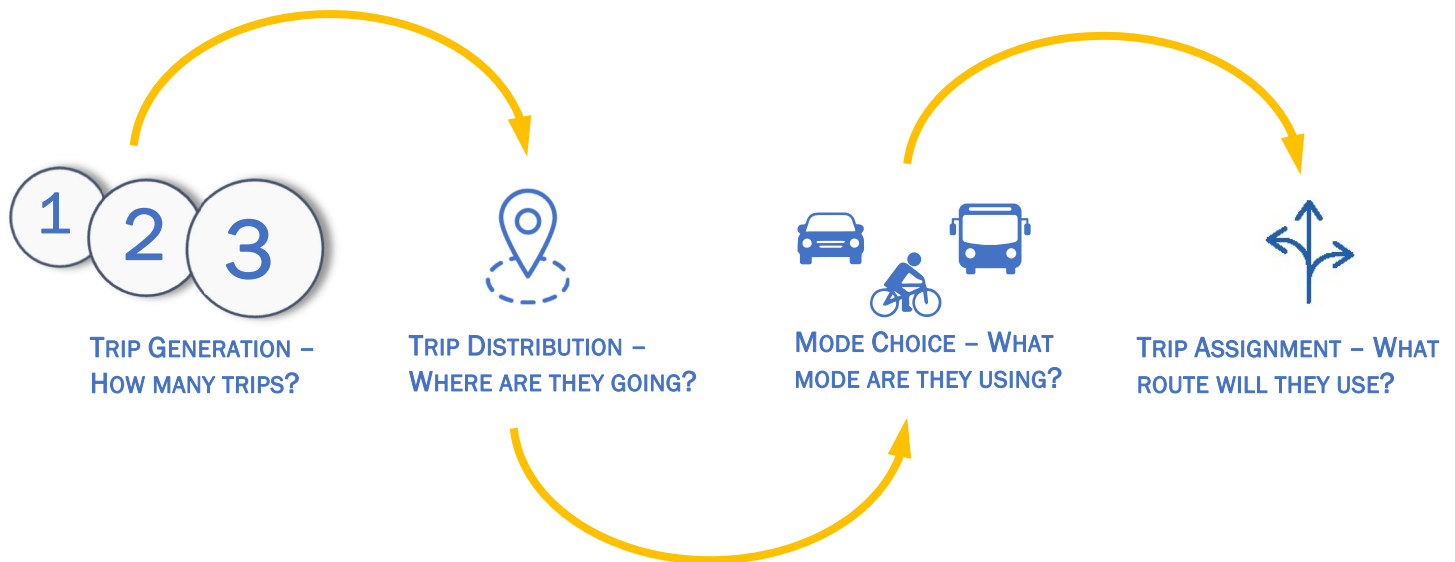 1 2 3
TRIP GENERATION –
HOW MANY TRIPS?
TRIP DISTRIBUTION –
WHERE ARE THEY GOING?
MODE CHOICE – WHAT
MODE ARE THEY USING?
TRIP ASSIGNMENT – WHAT
ROUTE WILL THEY USE?